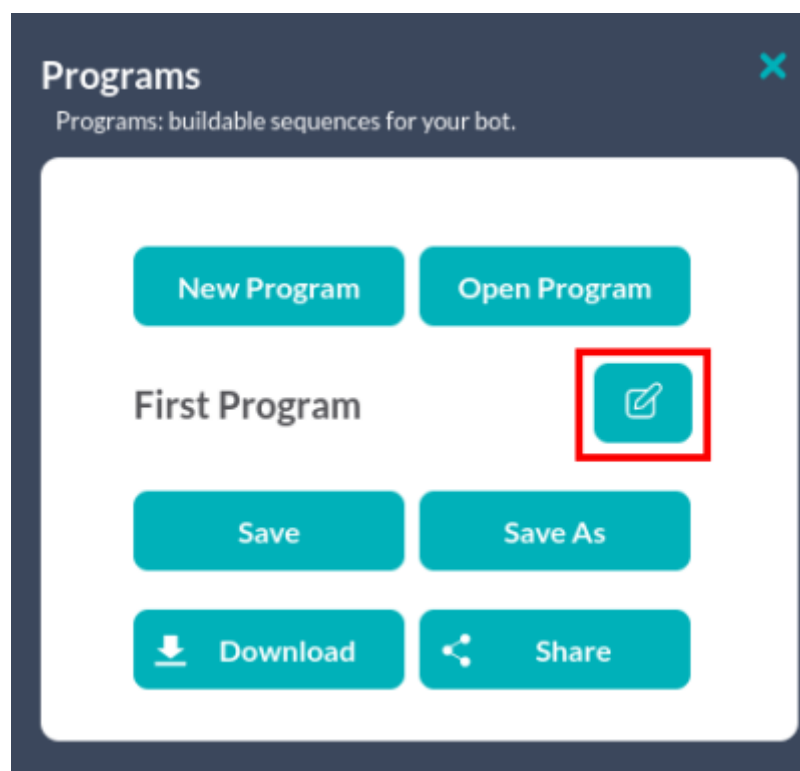 Programs
Programs: buildable sequences for your bot.
New Program
Open Program
First Program
Save
Save As
Download
Share